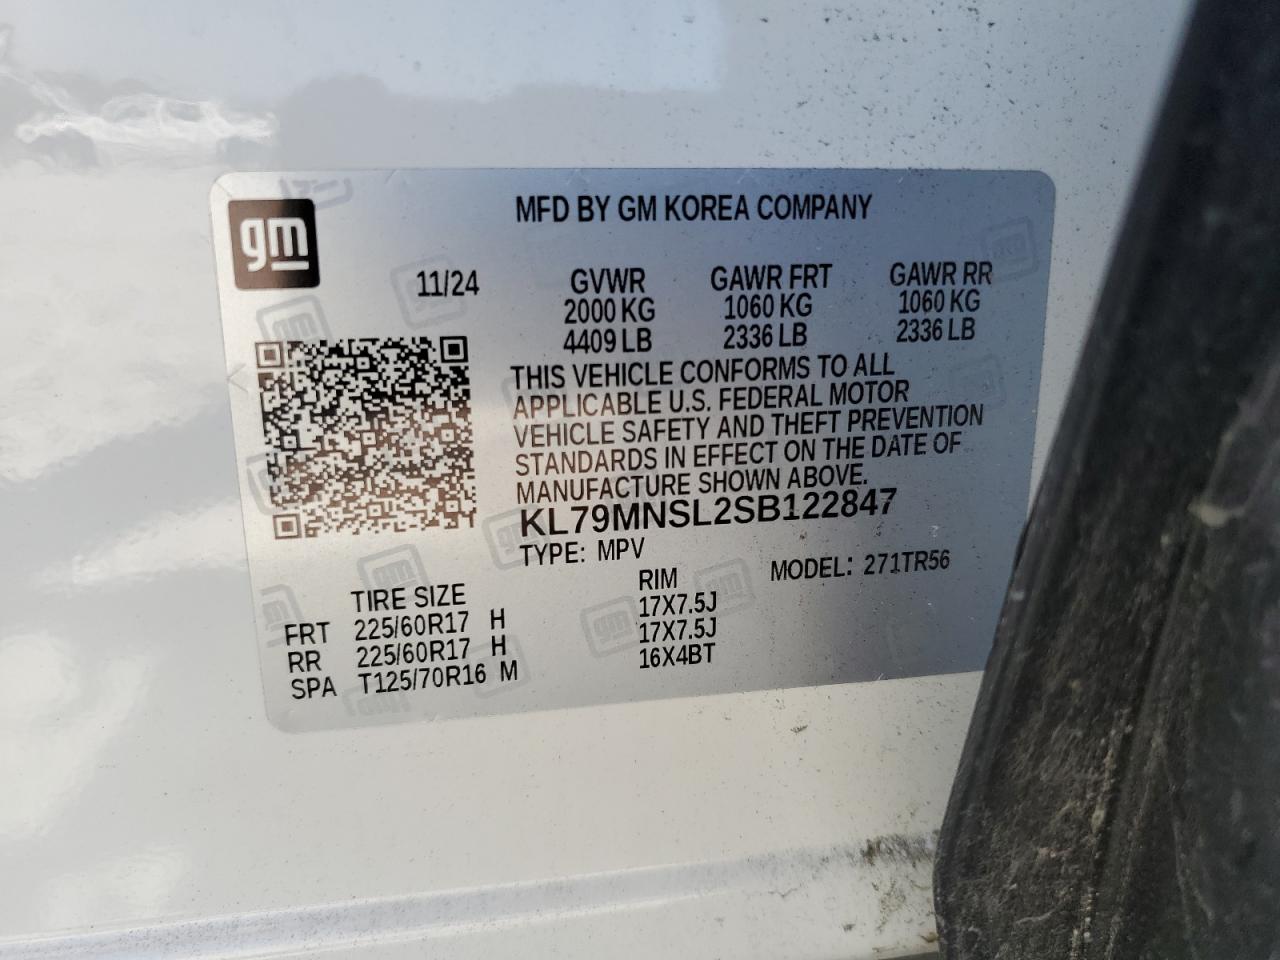 gm
MFD BY GM KOREA COMPANY
11/24 GVWR GAWR FRT GAWR RR
2000 KG 1060 KG 1060 KG
4409 LB 2336 LB 2336 LB
THIS VEHICLE CONFORMS TO ALL
APPLICABLE U.S. FEDERAL MOTOR
VEHICLE SAFETY AND THEFT PREVENTION
STANDARDS IN EFFECT ON THE DATE OF
MANUFACTURE SHOWN ABOVE.
KL79MNSL2SB122847
TYPE: MPV MODEL: 271TR56
TIRE SIZE RIM
FRT 225/60R17 H 17X7.5J
RR 225/60R17 H 17X7.5J
SPA T125/70R16 M 16X4BT